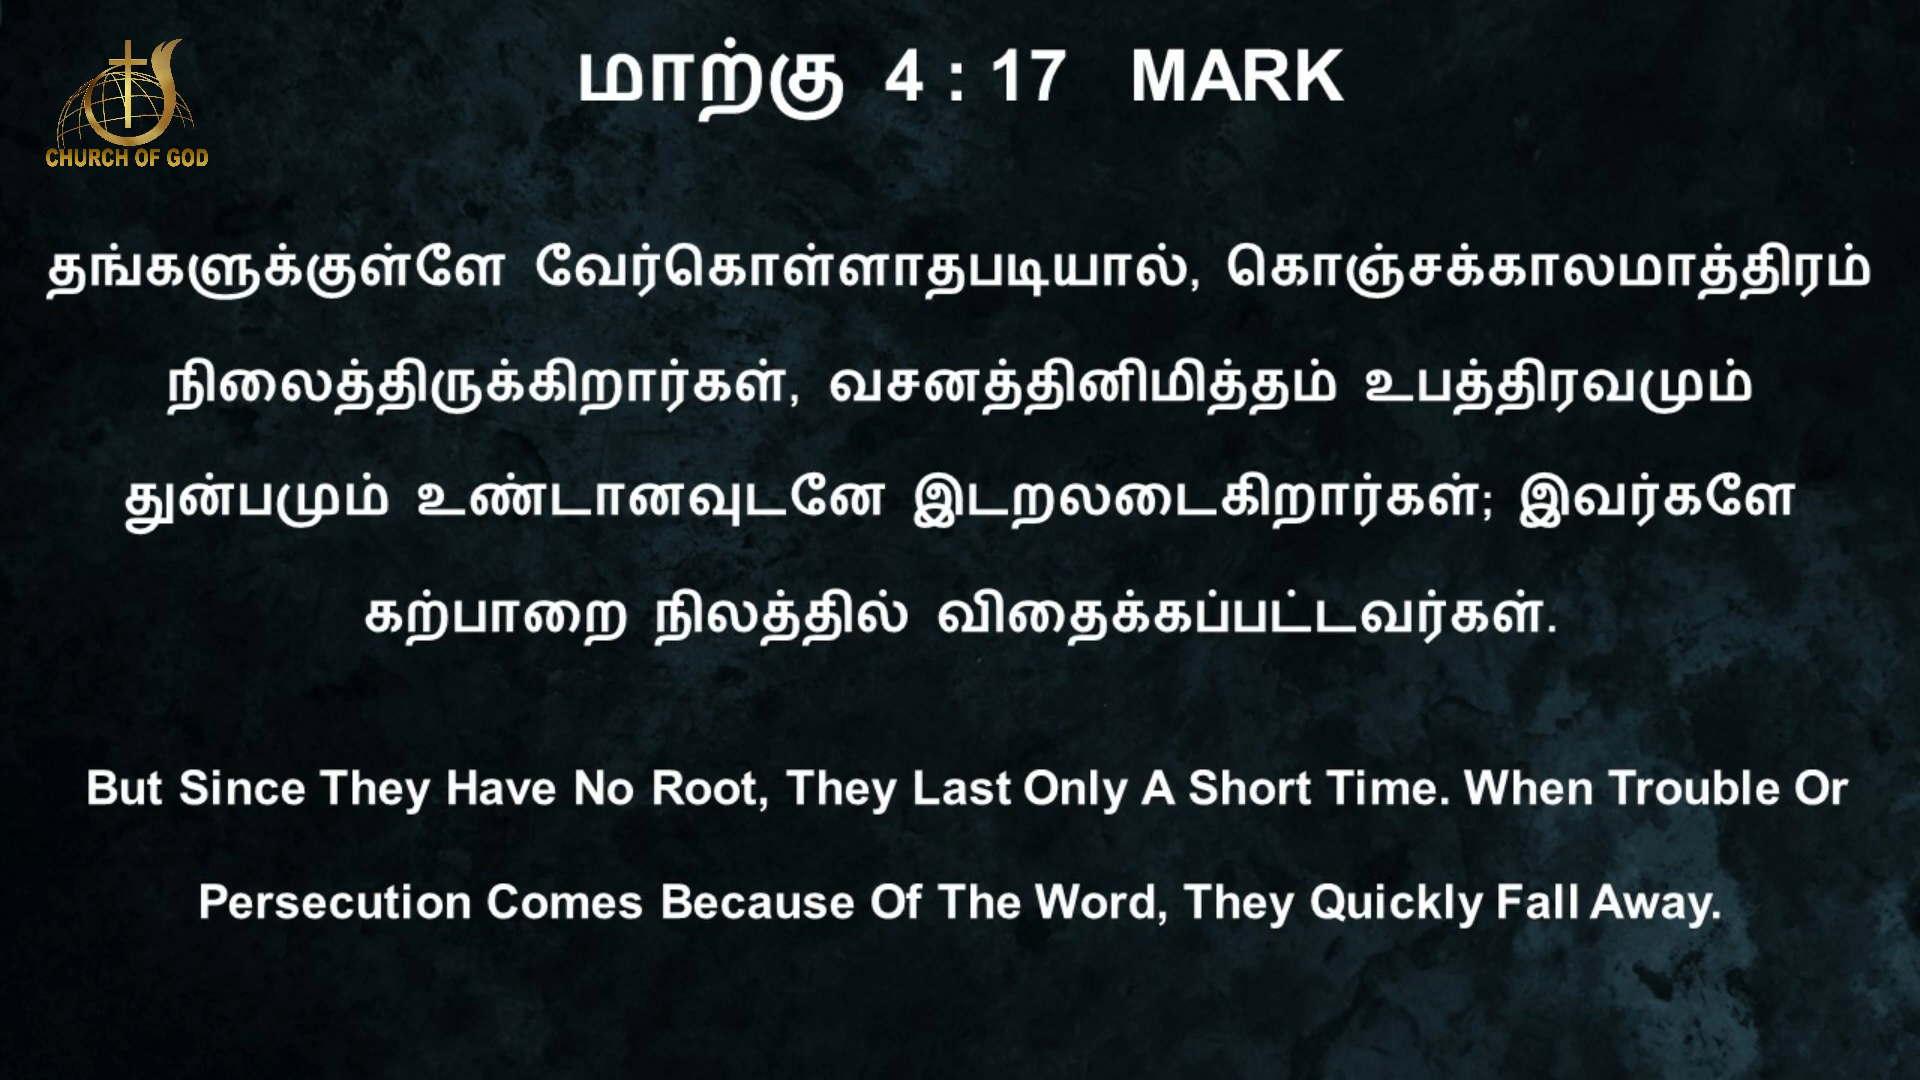 மாற்கு 4 : 17 MARK
CHURCH OF GOD
தங்களுக்குள்ளே வேர்கொள்ளாதபடியால், கொஞ்சக்காலமாத்திரம்
நிலைத்திருக்கிறார்கள், வசனத்தினிமித்தம் உபத்திரவமும்
துன்பமும் உண்டானவுடனே இடறலடைகிறார்கள்; இவர்களே
கற்பாறை நிலத்தில் விதைக்கப்பட்டவர்கள்.
But Since They Have No Root, They Last Only A Short Time. When Trouble Or
Persecution Comes Because Of The Word, They Quickly Fall Away.